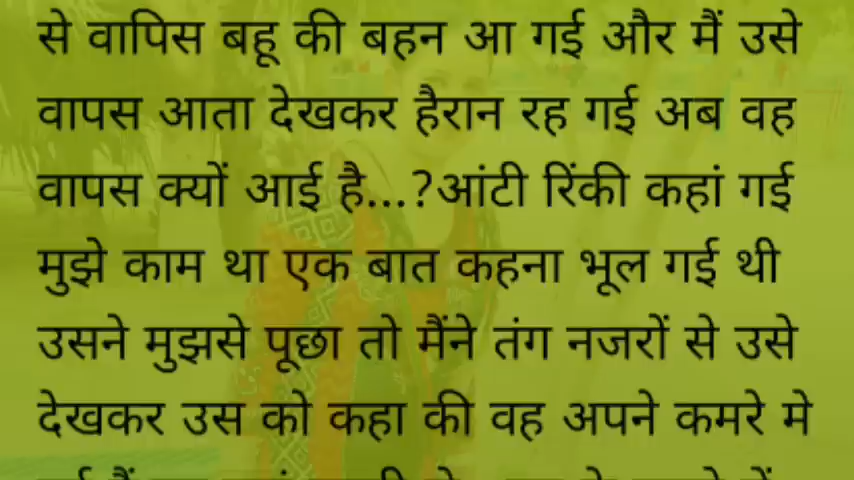 से वापिस बहू की बहन आ गई और मैं उसे
वापस आता देखकर हैरान रह गई अब वह
वापस क्यों आई है...?आंटी रिंकी कहां गई
मुझे काम था एक बात कहना भूल गई थी
उसने मुझसे पूछा तो मैंने तंग नजरों से उसे
देखकर उस को कहा की वह अपने कमरे मे